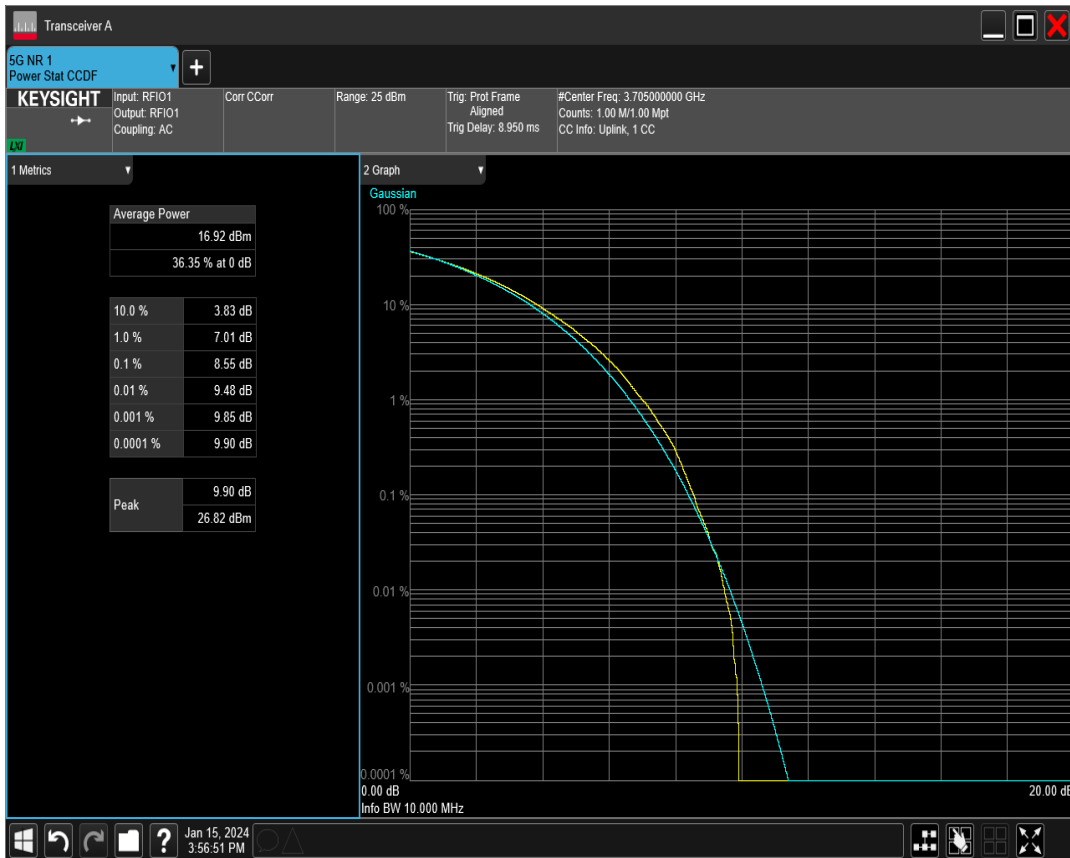 Transceiver A
5G NR 1
Power Stat CCDF
KEYSIGHT
LXI
Input: RFIO1
Output: RFIO1
Coupling: AC
Corr CCorr
Range: 25 dBm
Trig: Prot Frame
Aligned
Trig Delay: 8.950 ms
#Center Freq: 3.705000000 GHz
Counts: 1.00 M/1.00 Mpt
CC Info: Uplink, 1 CC
1 Metrics
Average Power
16.92 dBm
36.35 % at 0 dB
10.0 % 3.83 dB
1.0 % 7.01 dB
0.1 % 8.55 dB
0.01 % 9.48 dB
0.001 % 9.85 dB
0.0001 % 9.90 dB
Peak
9.90 dB
26.82 dBm
2 Graph
Gaussian
100 %
10 %
1 %
0.1 %
0.01 %
0.001 %
0.0001 %
0.00 dB 20.00 dB
Info BW 10.000 MHz
Jan 15, 2024
3:56:51 PM